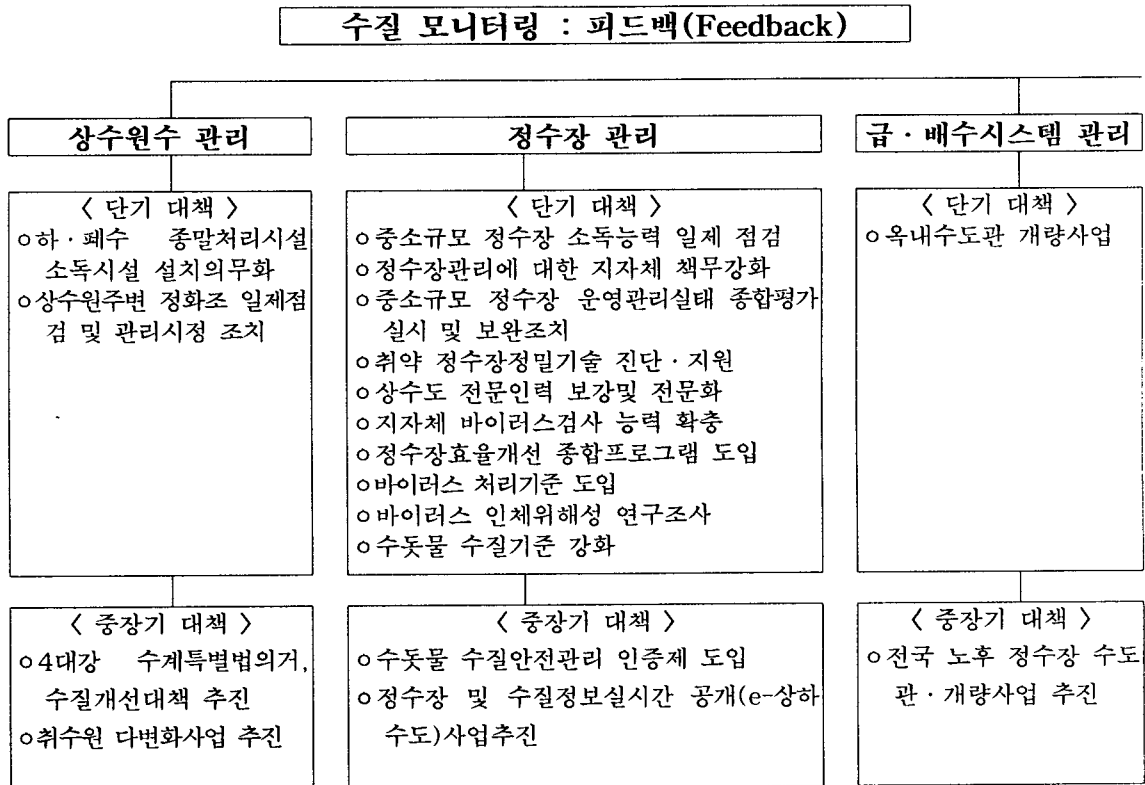 수질 모니터링 : 피드백(Feedback)
상수원수 관리
〈 단기 대책 〉
ㅇ하·폐수 종말처리시설
소독시설 설치의무화
ㅇ상수원주변 정화조 일제점
검 및 관리시정 조치
〈 중장기 대책 〉
ㅇ4대강 수계특별법의거,
수질개선대책 추진
ㅇ취수원 다변화사업 추진
정수장 관리
〈 단기 대책 〉
ㅇ중소규모 정수장 소독능력 일제 점검
ㅇ정수장관리에 대한 지자체 책무강화
ㅇ중소규모 정수장 운영관리실태 종합평가
실시 및 보완조치
ㅇ취약 정수장정밀기술 진단·지원
ㅇ상수도 전문인력 보강및 전문화
ㅇ지자체 바이러스검사 능력 확충
ㅇ정수장효율개선 종합프로그램 도입
ㅇ바이러스 처리기준 도입
ㅇ바이러스 인체위해성 연구조사
ㅇ수돗물 수질기준 강화
〈 중장기 대책 〉
ㅇ수돗물 수질안전관리 인증제 도입
ㅇ정수장 및 수질정보실시간 공개(e-상하
수도)사업추진
급·배수시스템 관리
〈 단기 대책 〉
ㅇ옥내수도관 개량사업
〈 중장기 대책 〉
ㅇ전국 노후 정수장 수도
관·개량사업 추진